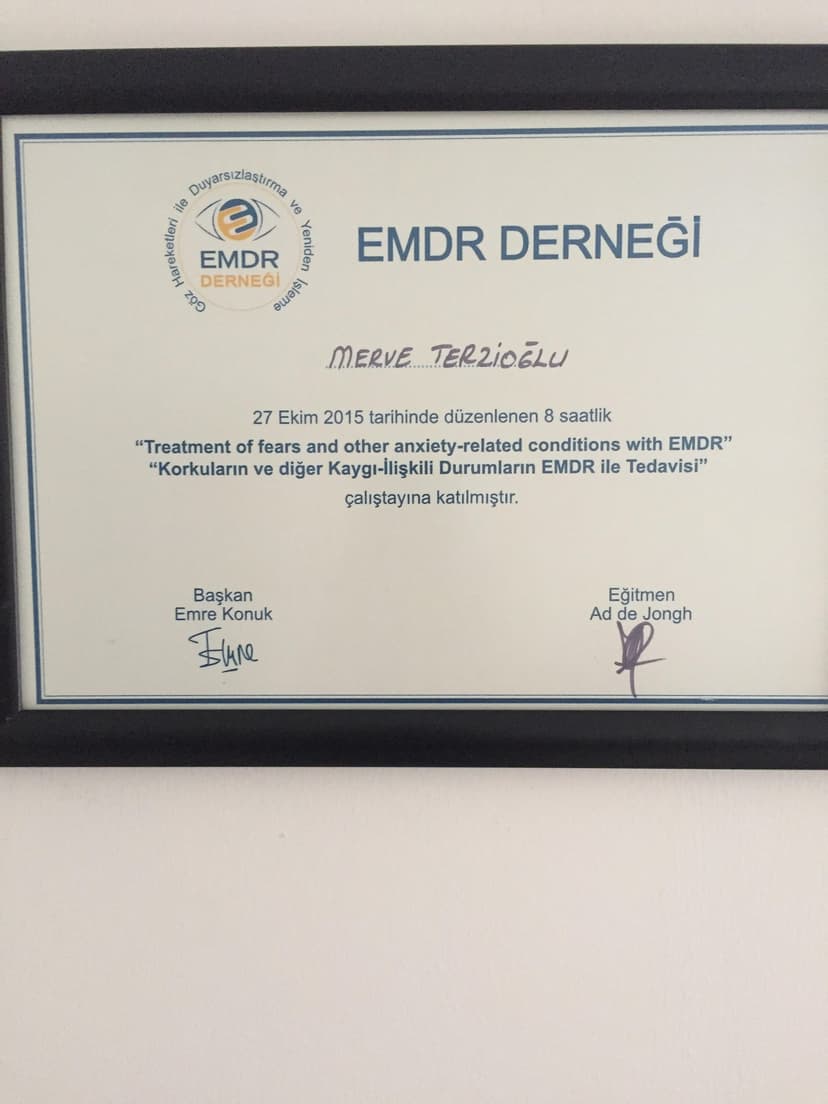 Göz Hareketleri ile Duyarsızlaştırma ve Yeniden İşleme
EMDR
DERNEĞİ
EMDR DERNEĞİ
MERVE TERZİOĞLU
27 Ekim 2015 tarihinde düzenlenen 8 saatlik
“Treatment of fears and other anxiety-related conditions with EMDR”
“Korkuların ve diğer Kaygı-İlişkili Durumların EMDR ile Tedavisi”
çalıştayına katılmıştır.
Başkan
Emre Konuk
Emre
Eğitmen
Ad de Jongh